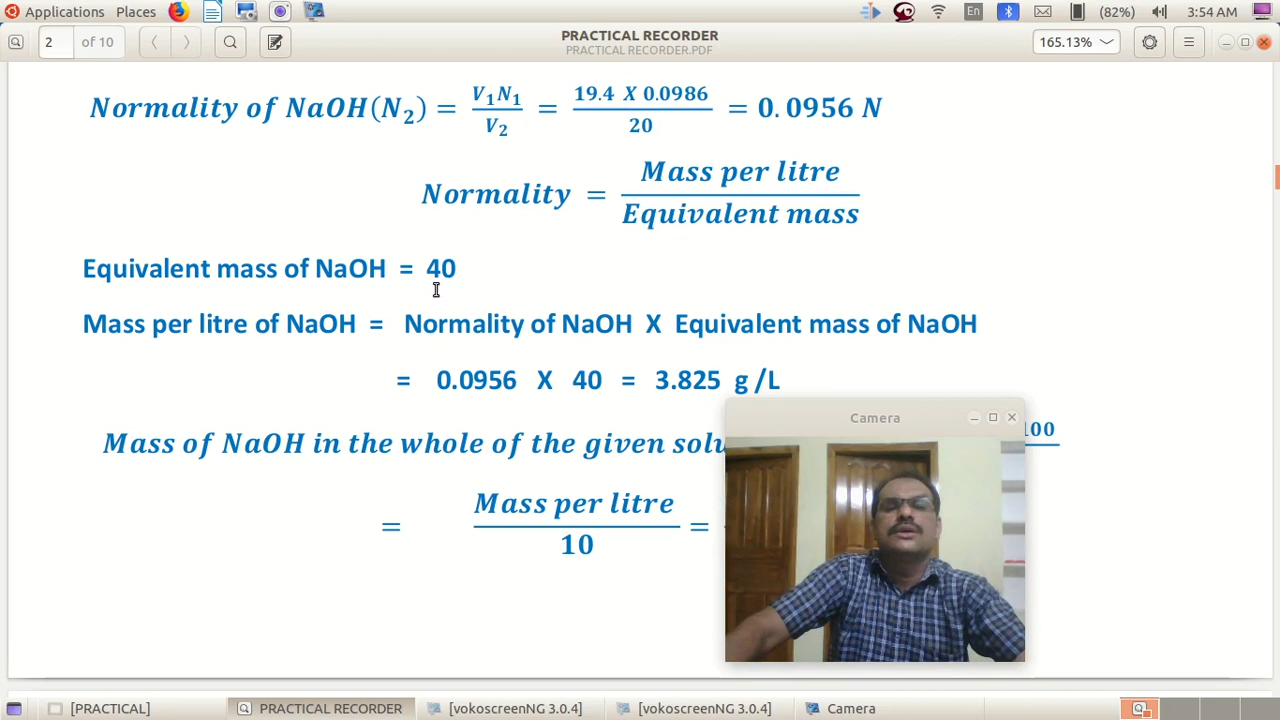 Applications Places En (82%) 3:54 AM
2 of 10 PRACTICAL RECORDER 165.13%
PRACTICAL RECORDER.PDF
Normality of NaOH(N₂) = V₁N₁/V₂ = 19.4 X 0.0986/20 = 0.0956 N
Normality = Mass per litre/Equivalent mass
Equivalent mass of NaOH = 40
Mass per litre of NaOH = Normality of NaOH X Equivalent mass of NaOH
= 0.0956 X 40 = 3.825 g /L
Camera
Mass of NaOH in the whole of the given solu 100
= Mass per litre/10 =
[PRACTICAL] PRACTICAL RECORDER [vokoscreenNG 3.0.4] [vokoscreenNG 3.0.4] Camera